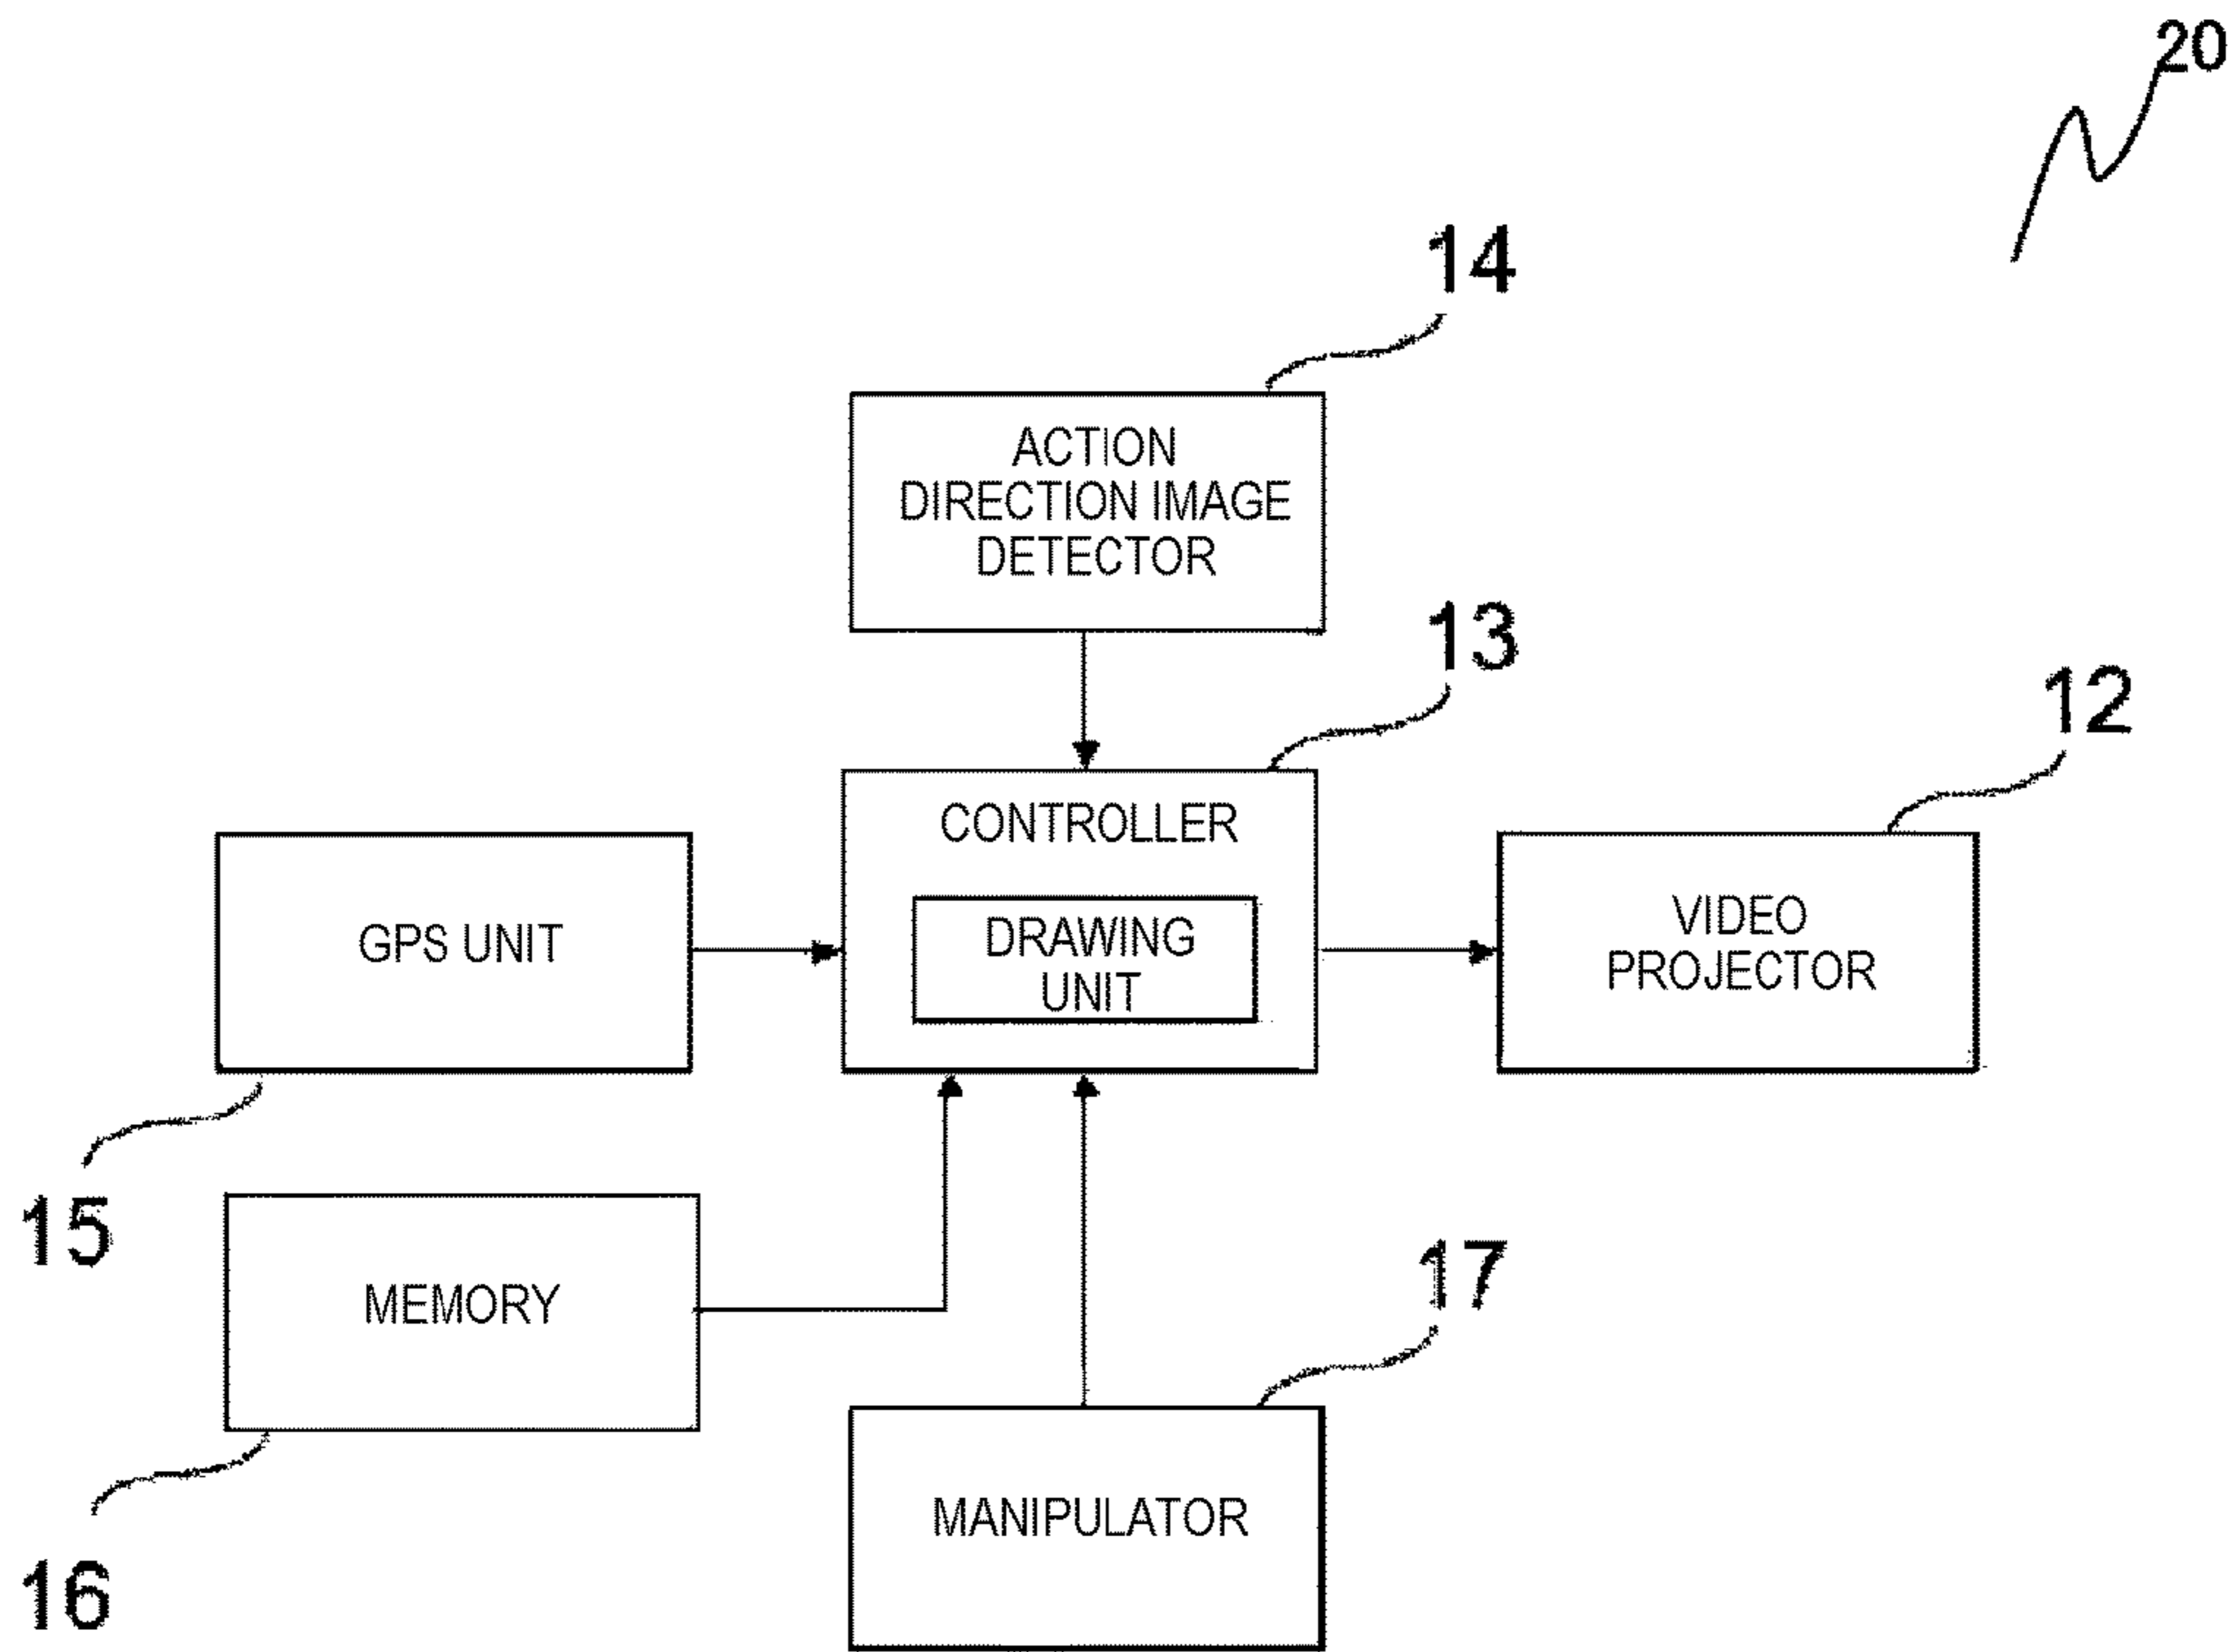 20
14
ACTION
DIRECTION IMAGE
DETECTOR
13
12
CONTROLLER
GPS UNIT
DRAWING
UNIT
VIDEO
PROJECTOR
15
MEMORY
17
MANIPULATOR
16